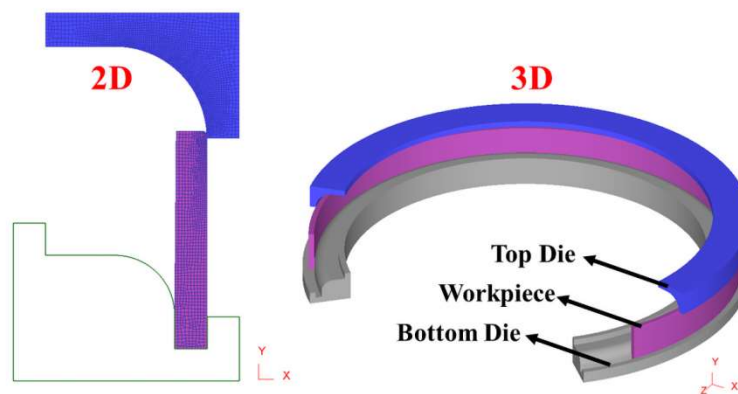 2D
3D
Top Die
Workpiece
Bottom Die
Y
X
Y
Z X